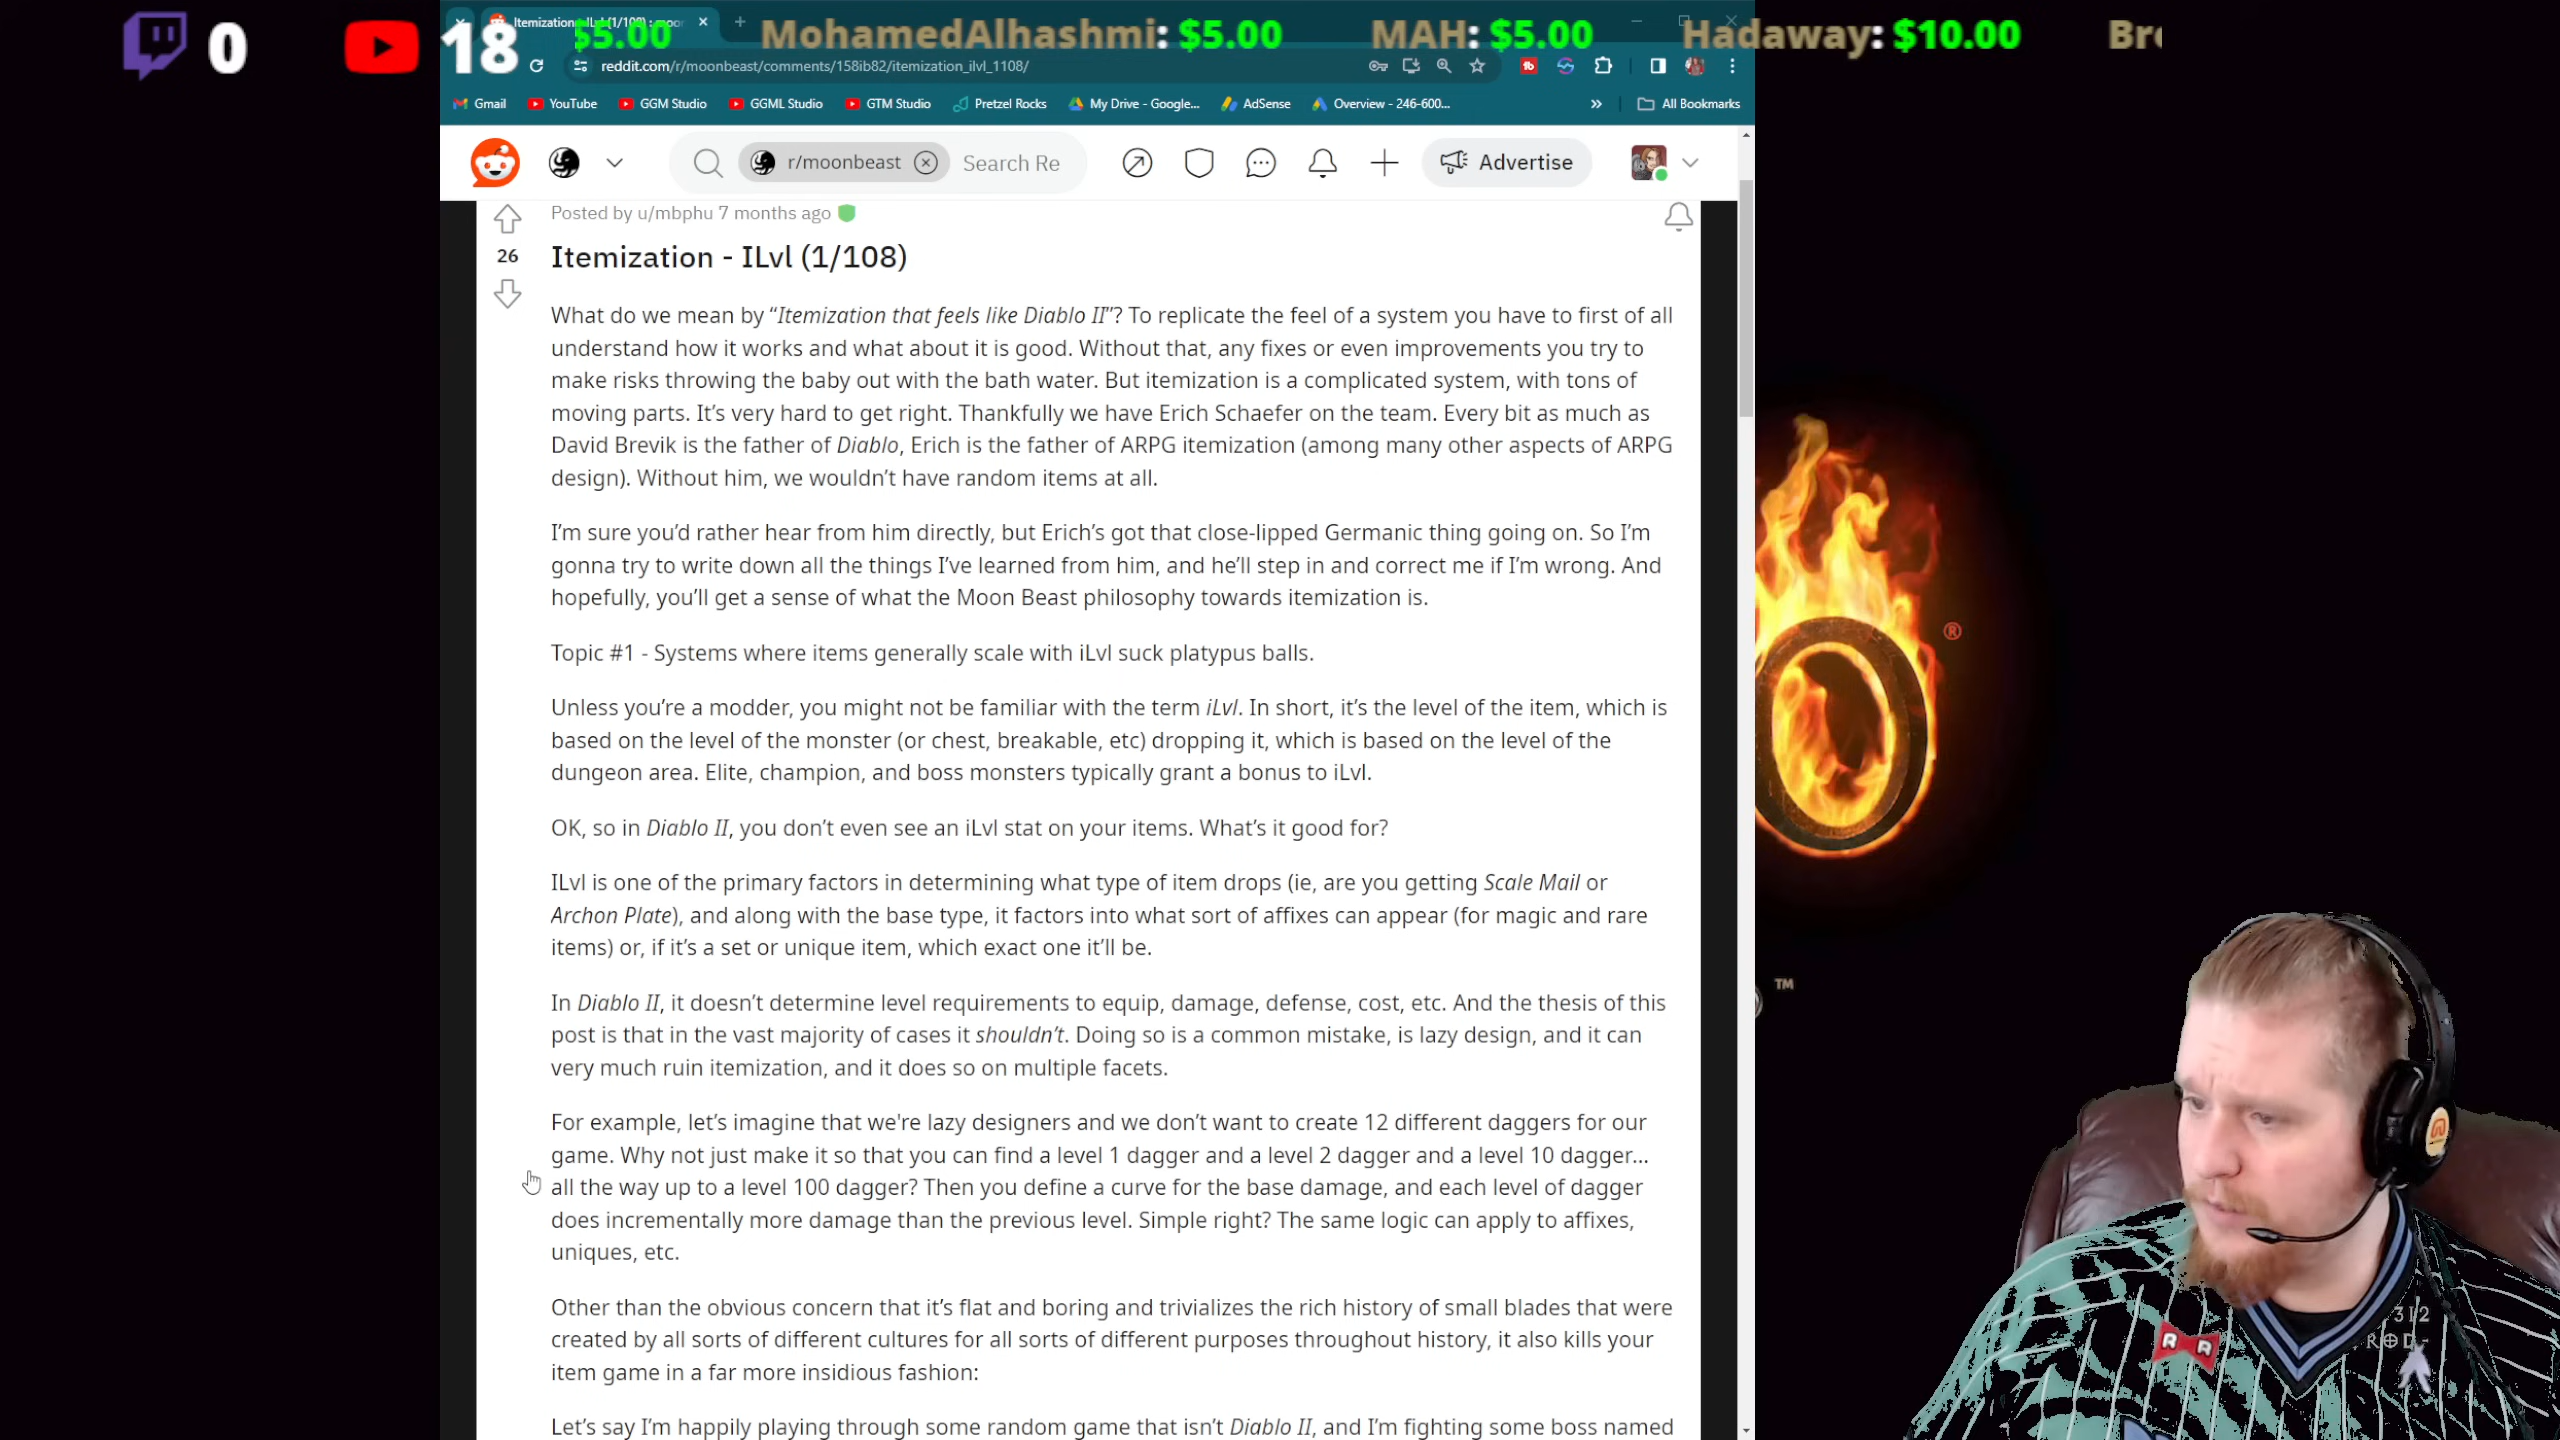 0
18
$5.00 MohamedAlhashmi: $5.00 MAH: $5.00 Hadaway: $10.00
reddit.com/r/moonbeast/comments/158ib82/itemization_ilvl_1108/
Gmail YouTube GGM Studio GGML Studio GTM Studio Pretzel Rocks My Drive - Google... AdSense Overview - 246-600... » All Bookmarks
r/moonbeast Search Re Advertise
Posted by u/mbphu 7 months ago
26
Itemization - ILvl (1/108)
What do we mean by “Itemization that feels like Diablo II”? To replicate the feel of a system you have to first of all
understand how it works and what about it is good. Without that, any fixes or even improvements you try to
make risks throwing the baby out with the bath water. But itemization is a complicated system, with tons of
moving parts. It’s very hard to get right. Thankfully we have Erich Schaefer on the team. Every bit as much as
David Brevik is the father of Diablo, Erich is the father of ARPG itemization (among many other aspects of ARPG
design). Without him, we wouldn’t have random items at all.
I’m sure you’d rather hear from him directly, but Erich’s got that close-lipped Germanic thing going on. So I’m
gonna try to write down all the things I’ve learned from him, and he’ll step in and correct me if I’m wrong. And
hopefully, you’ll get a sense of what the Moon Beast philosophy towards itemization is.
Topic #1 - Systems where items generally scale with iLvl suck platypus balls.
Unless you’re a modder, you might not be familiar with the term iLvl. In short, it’s the level of the item, which is
based on the level of the monster (or chest, breakable, etc) dropping it, which is based on the level of the
dungeon area. Elite, champion, and boss monsters typically grant a bonus to iLvl.
OK, so in Diablo II, you don’t even see an iLvl stat on your items. What’s it good for?
ILvl is one of the primary factors in determining what type of item drops (ie, are you getting Scale Mail or
Archon Plate), and along with the base type, it factors into what sort of affixes can appear (for magic and rare
items) or, if it’s a set or unique item, which exact one it’ll be.
In Diablo II, it doesn’t determine level requirements to equip, damage, defense, cost, etc. And the thesis of this
post is that in the vast majority of cases it shouldn’t. Doing so is a common mistake, is lazy design, and it can
very much ruin itemization, and it does so on multiple facets.
For example, let’s imagine that we're lazy designers and we don’t want to create 12 different daggers for our
game. Why not just make it so that you can find a level 1 dagger and a level 2 dagger and a level 10 dagger...
all the way up to a level 100 dagger? Then you define a curve for the base damage, and each level of dagger
does incrementally more damage than the previous level. Simple right? The same logic can apply to affixes,
uniques, etc.
Other than the obvious concern that it’s flat and boring and trivializes the rich history of small blades that were
created by all sorts of different cultures for all sorts of different purposes throughout history, it also kills your
item game in a far more insidious fashion:
Let’s say I’m happily playing through some random game that isn’t Diablo II, and I’m fighting some boss named
®
TM
312
R R